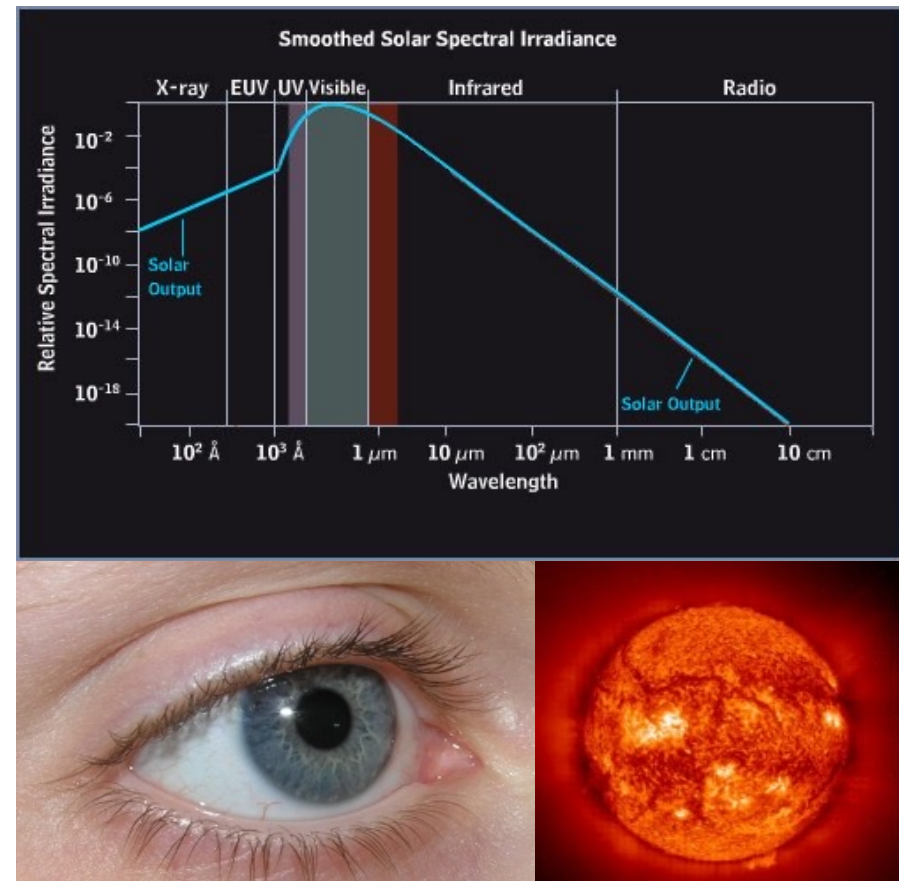 Smoothed Solar Spectral Irradiance
X-ray EUV UV Visible Infrared Radio
Relative Spectral Irradiance
10⁻²
10⁻⁶
10⁻¹⁰
10⁻¹⁴
10⁻¹⁸
Solar
Output
Solar Output
10² Å 10³ Å 1 μm 10 μm 10² μm 1 mm 1 cm 10 cm
Wavelength